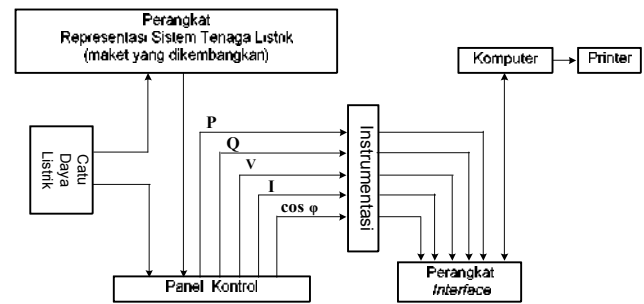 Perangkat
Representasi Sistem Tenaga Listrik
(maket yang dikembangkan)
Komputer
Printer
P
Q
V
I
cos φ
Instrumentasi
Catu
Daya
Listrik
Panel Kontrol
Perangkat
Interface